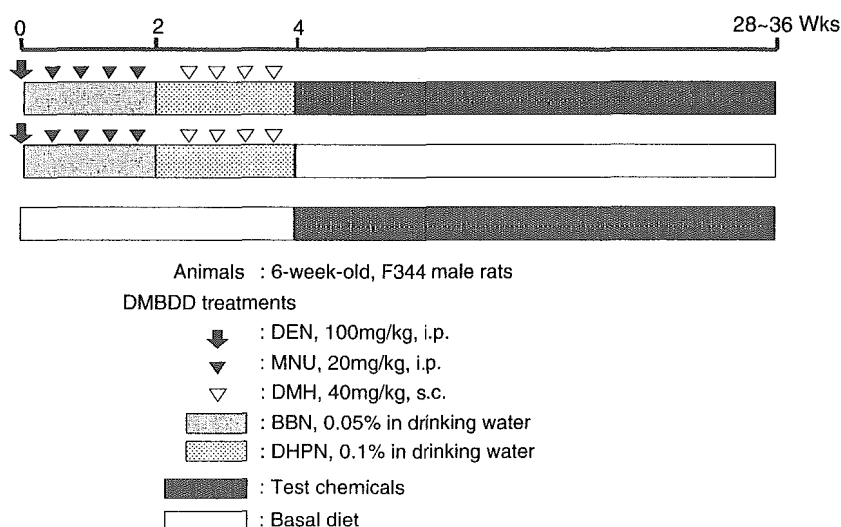 0 2 4 28~36 Wks
Animals : 6-week-old, F344 male rats
DMBDD treatments
: DEN, 100mg/kg, i.p.
: MNU, 20mg/kg, i.p.
: DMH, 40mg/kg, s.c.
: BBN, 0.05% in drinking water
: DHPN, 0.1% in drinking water
: Test chemicals
: Basal diet